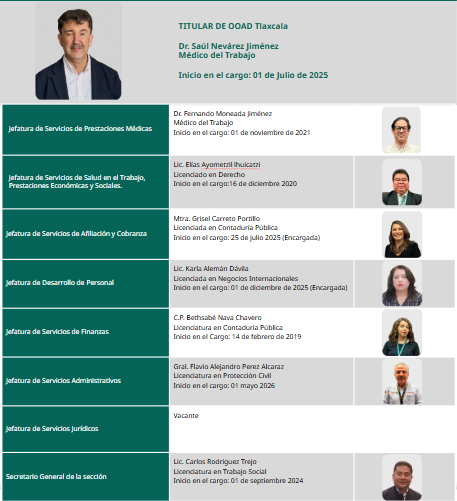 TITULAR DE OOAD Tlaxcala
Dr. Saúl Nevárez Jiménez
Médico del Trabajo
Inicio en el cargo: 01 de Julio de 2025
Jefatura de Servicios de Prestaciones Médicas
Dr. Fernando Moneada Jiménez
Médico del Trabajo
Inicio en el cargo: 01 de noviembre de 2021
Jefatura de Servicios de Salud en el Trabajo,
Prestaciones Económicas y Sociales.
Lic. Elías Ayometzil Ihuicatzi
Licenciado en Derecho
Inicio en el cargo:16 de diciembre 2020
Jefatura de Servicios de Afiliación y Cobranza
Mtra. Grisel Carreto Portillo
Licenciada en Contaduría Pública
Inicio en el cargo: 25 de julio 2025 (Encargada)
Jefatura de Desarrollo de Personal
Lic. Karla Alemán Dávila
Licenciada en Negocios Internacionales
Inicio en el cargo: 01 de diciembre de 2025 (Encargada)
Jefatura de Servicios de Finanzas
C.P. Bethsabé Nava Chavero
Licenciatura en Contaduría Pública
Inicio en el Cargo: 14 de febrero de 2019
Jefatura de Servicios Administrativos
Gral. Flavio Alejandro Perez Alcaraz
Licenciatura en Protección Civil
Inicio en el cargo: 01 mayo 2026
Jefatura de Servicios Jurídicos
Vacante
Secretario General de la sección
Lic. Carlos Rodríguez Trejo
Licenciatura en Trabajo Social
Inicio en el cargo: 01 de septiembre 2024